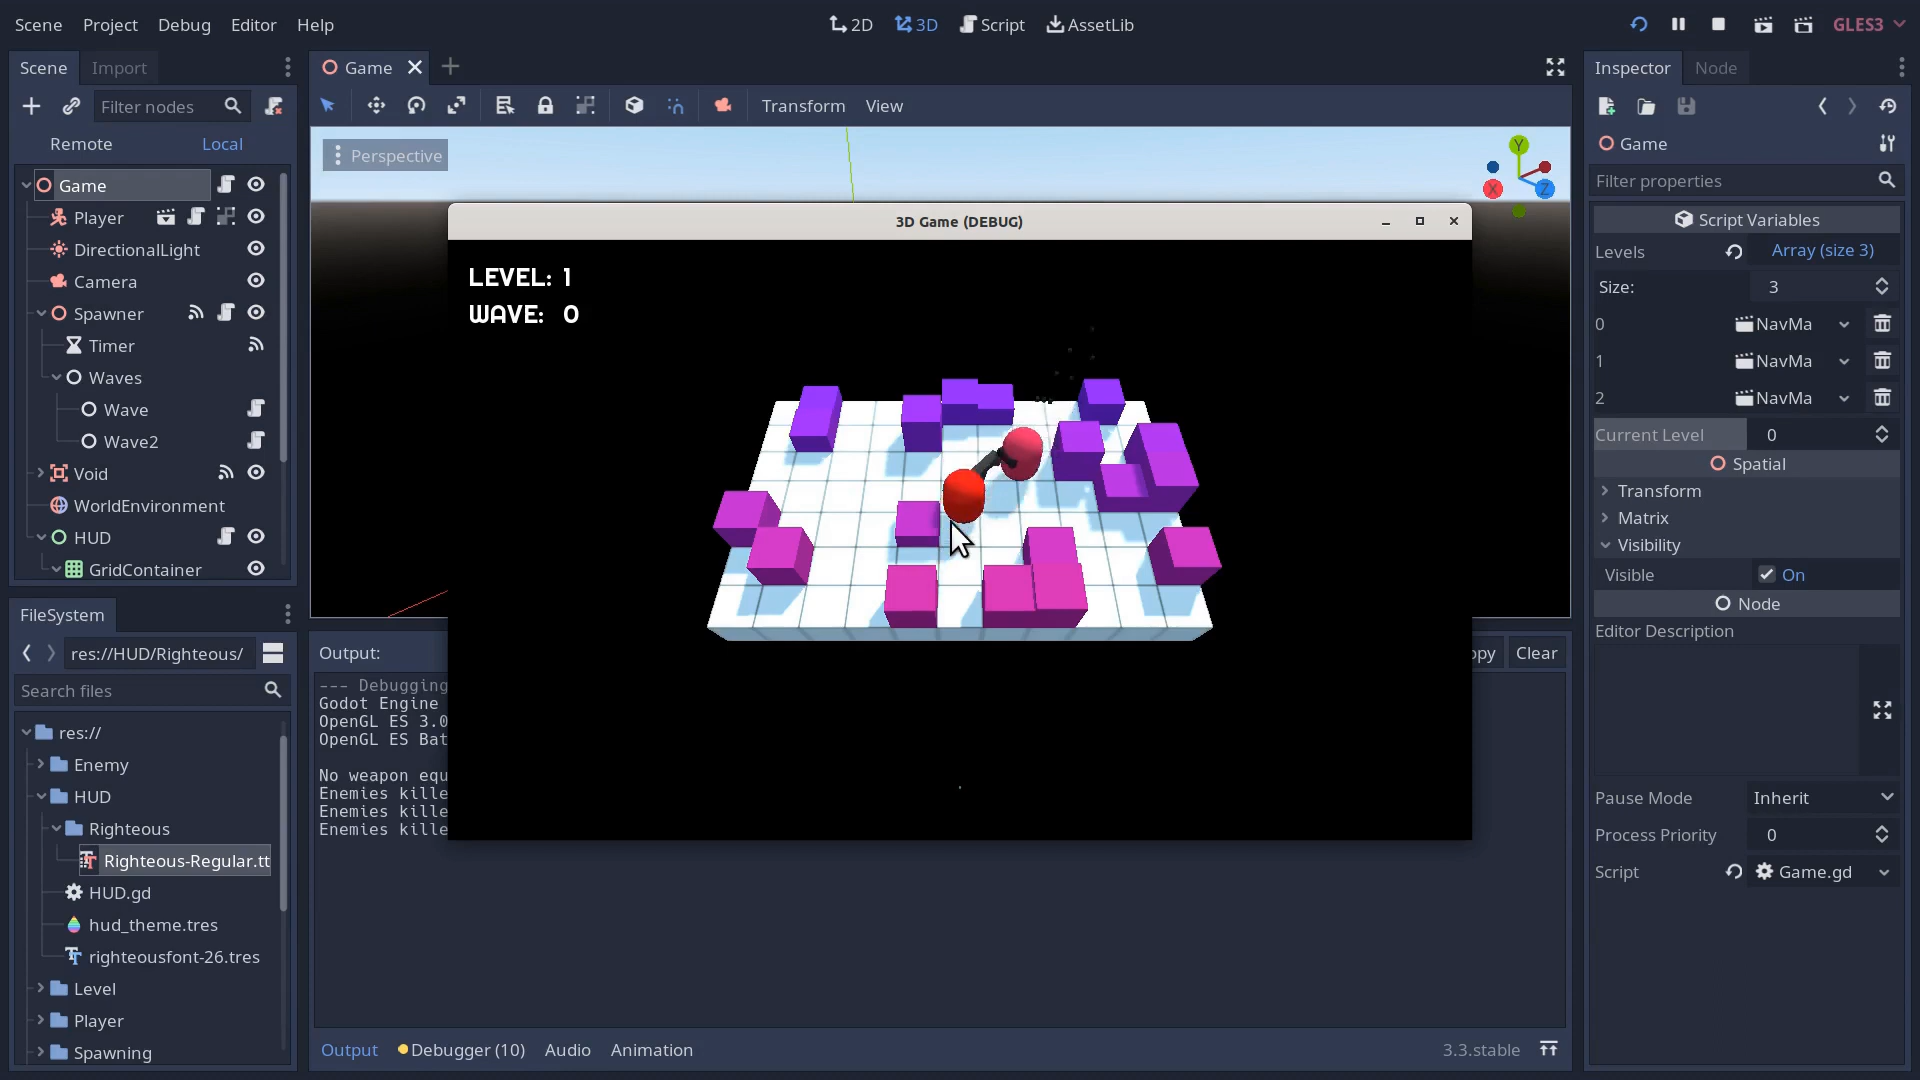 Scene Project Debug Editor Help
2D 3D Script AssetLib
GLES3
Scene Import
Filter nodes
Remote Local
Game
Player
DirectionalLight
Camera
Spawner
Timer
Waves
Wave
Wave2
Void
WorldEnvironment
HUD
GridContainer
FileSystem
res://HUD/Righteous/
Search files
res://
Enemy
HUD
Righteous
Righteous-Regular.tt
HUD.gd
hud_theme.tres
righteousfont-26.tres
Level
Player
Spawning
Game
Transform View
Perspective
Y
X
Z
3D Game (DEBUG)
LEVEL: 1
WAVE: 0
Output:
opy Clear
--- Debugging
Godot Engine
OpenGL ES 3.0
OpenGL ES Bat
No weapon equ
Enemies kille
Enemies kille
Enemies kille
Output Debugger (10) Audio Animation 3.3.stable
Inspector Node
Game
Filter properties
Script Variables
Levels Array (size 3)
Size: 3
0 NavMa
1 NavMa
2 NavMa
Current Level 0
Spatial
Transform
Matrix
Visibility
Visible On
Node
Editor Description
Pause Mode Inherit
Process Priority 0
Script Game.gd